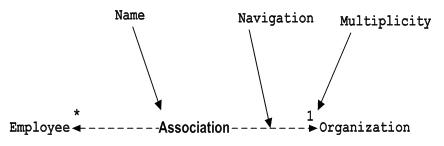 Name
Navigation
Multiplicity
* 1
Employee Association Organization